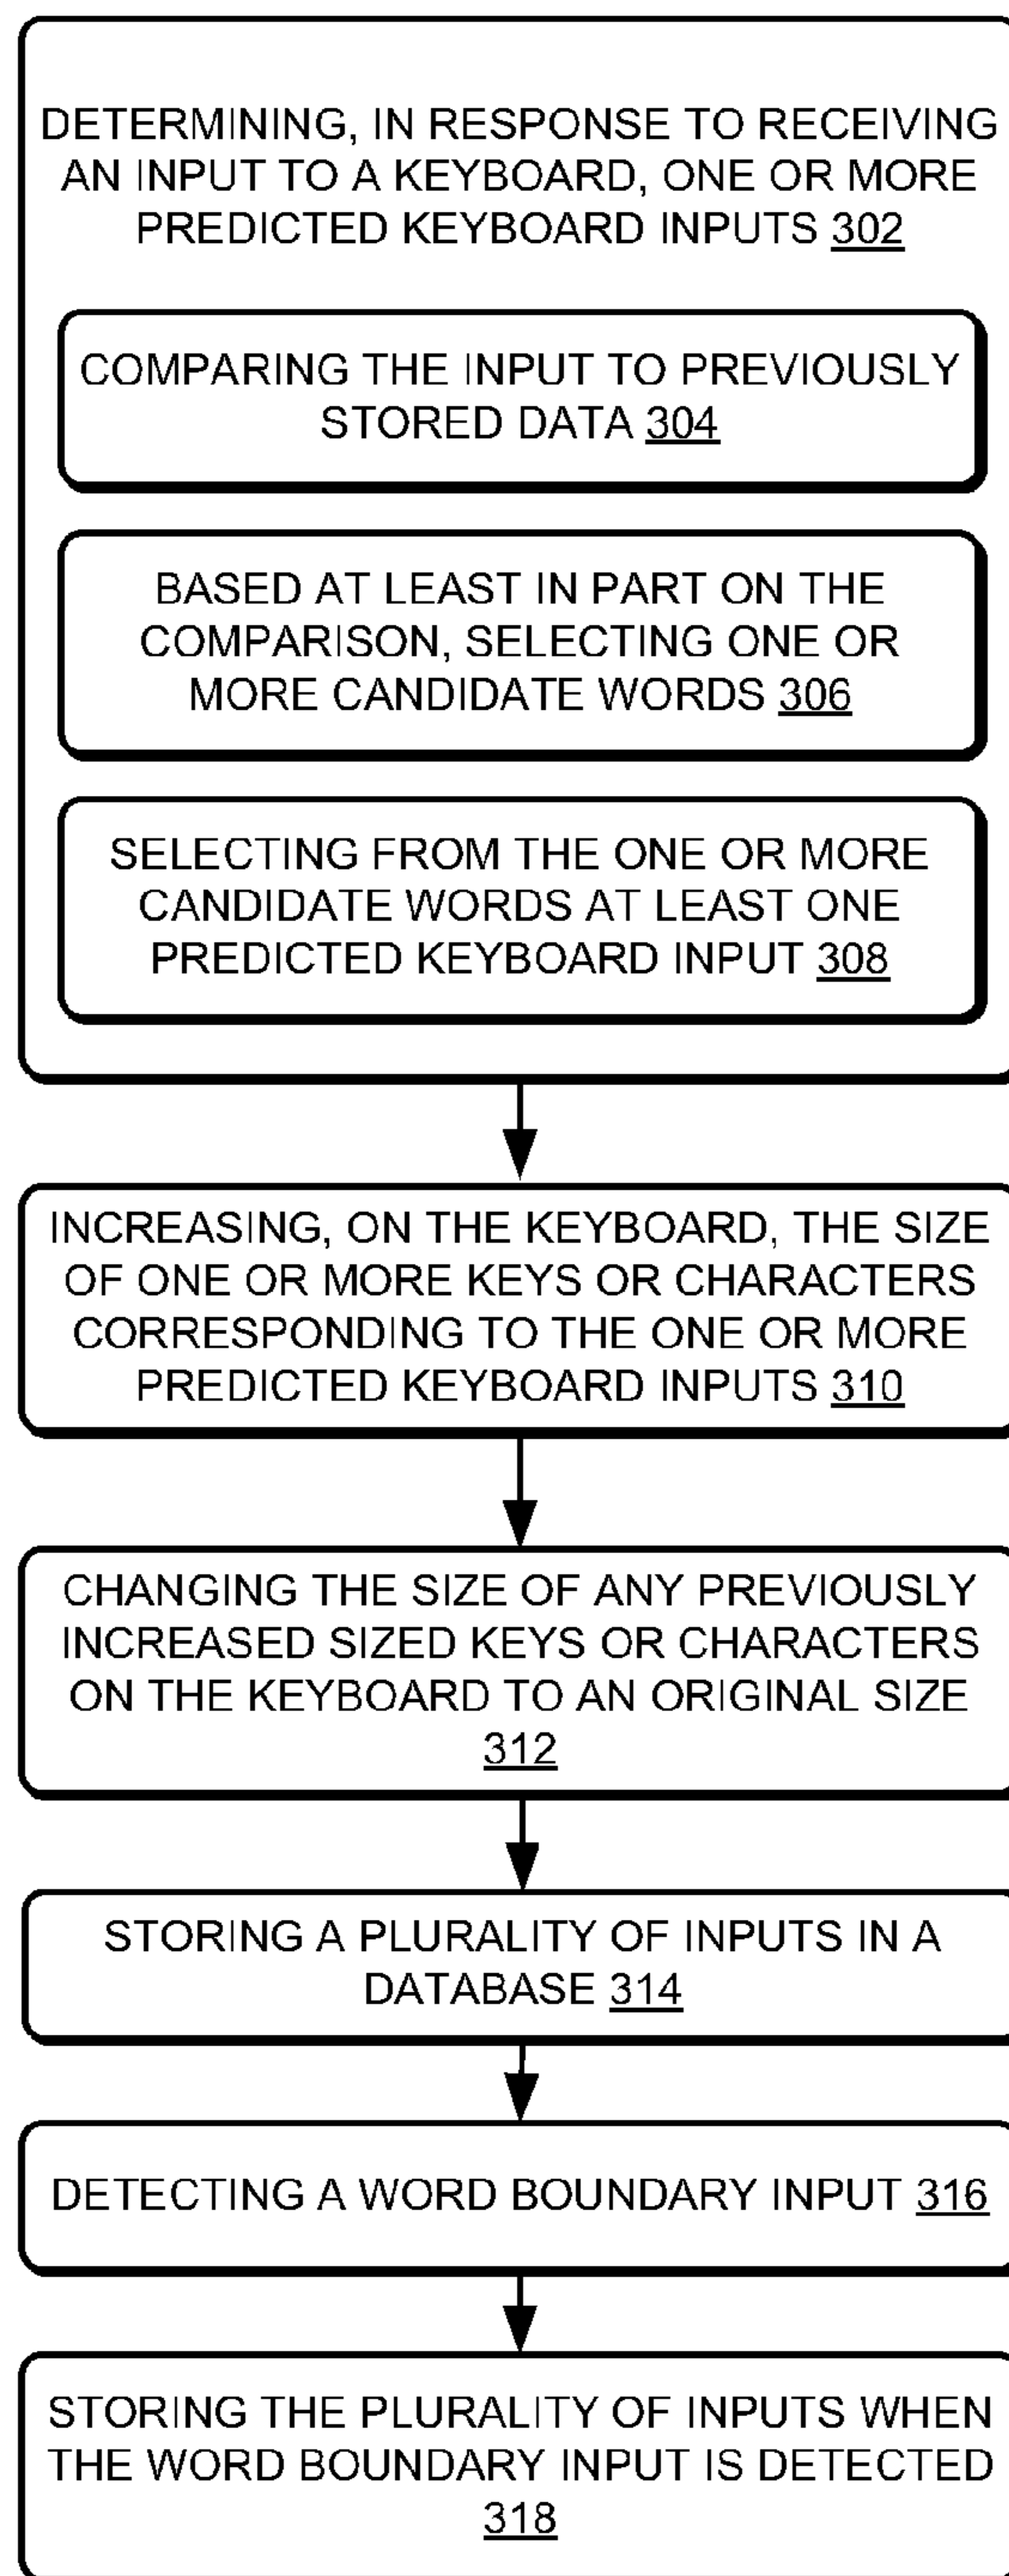 DETERMINING, IN RESPONSE TO RECEIVING
AN INPUT TO A KEYBOARD, ONE OR MORE
PREDICTED KEYBOARD INPUTS 302
COMPARING THE INPUT TO PREVIOUSLY
STORED DATA 304
BASED AT LEAST IN PART ON THE
COMPARISON, SELECTING ONE OR
MORE CANDIDATE WORDS 306
SELECTING FROM THE ONE OR MORE
CANDIDATE WORDS AT LEAST ONE
PREDICTED KEYBOARD INPUT 308
INCREASING, ON THE KEYBOARD, THE SIZE
OF ONE OR MORE KEYS OR CHARACTERS
CORRESPONDING TO THE ONE OR MORE
PREDICTED KEYBOARD INPUTS 310
CHANGING THE SIZE OF ANY PREVIOUSLY
INCREASED SIZED KEYS OR CHARACTERS
ON THE KEYBOARD TO AN ORIGINAL SIZE
312
STORING A PLURALITY OF INPUTS IN A
DATABASE 314
DETECTING A WORD BOUNDARY INPUT 316
STORING THE PLURALITY OF INPUTS WHEN
THE WORD BOUNDARY INPUT IS DETECTED
318